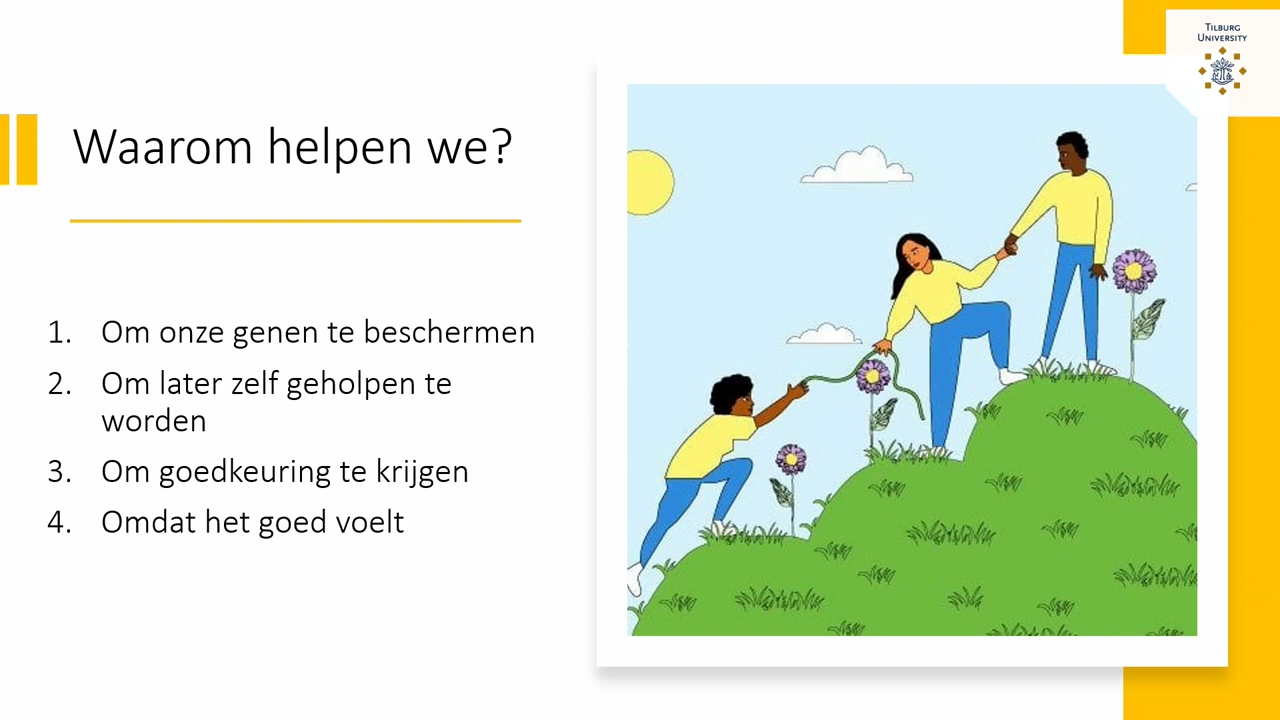 Waarom helpen we?
1. Om onze genen te beschermen
2. Om later zelf geholpen te
worden
3. Om goedkeuring te krijgen
4. Omdat het goed voelt
TILBURG
UNIVERSITY